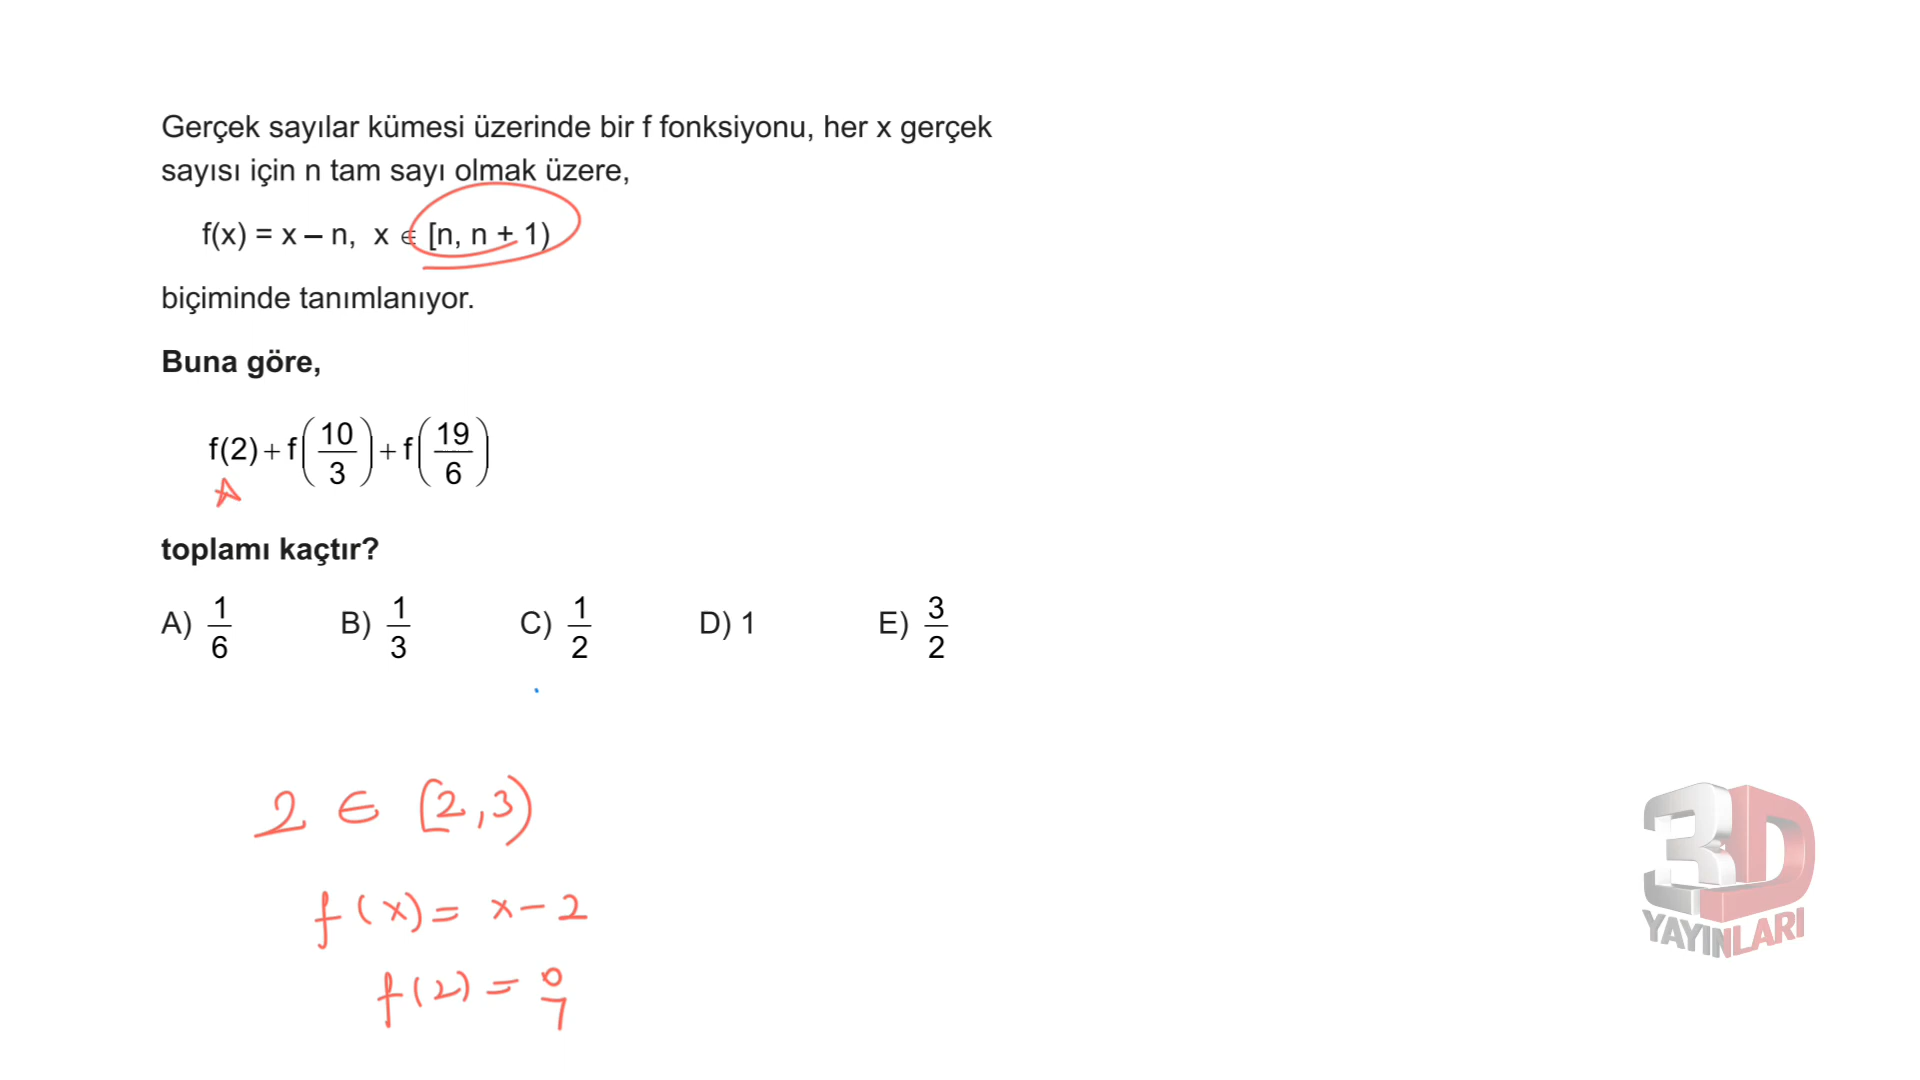 Gerçek sayılar kümesi üzerinde bir f fonksiyonu, her x gerçek
sayısı için n tam sayı olmak üzere,
f(x) = x – n, x ∈ [n, n + 1)
biçiminde tanımlanıyor.
Buna göre,
f(2) + f(10/3) + f(19/6)
toplamı kaçtır?
A) 1/6 B) 1/3 C) 1/2 D) 1 E) 3/2
2 ∈ [2,3)
f(x) = x – 2
f(2) = 0
3D
YAYINLARI